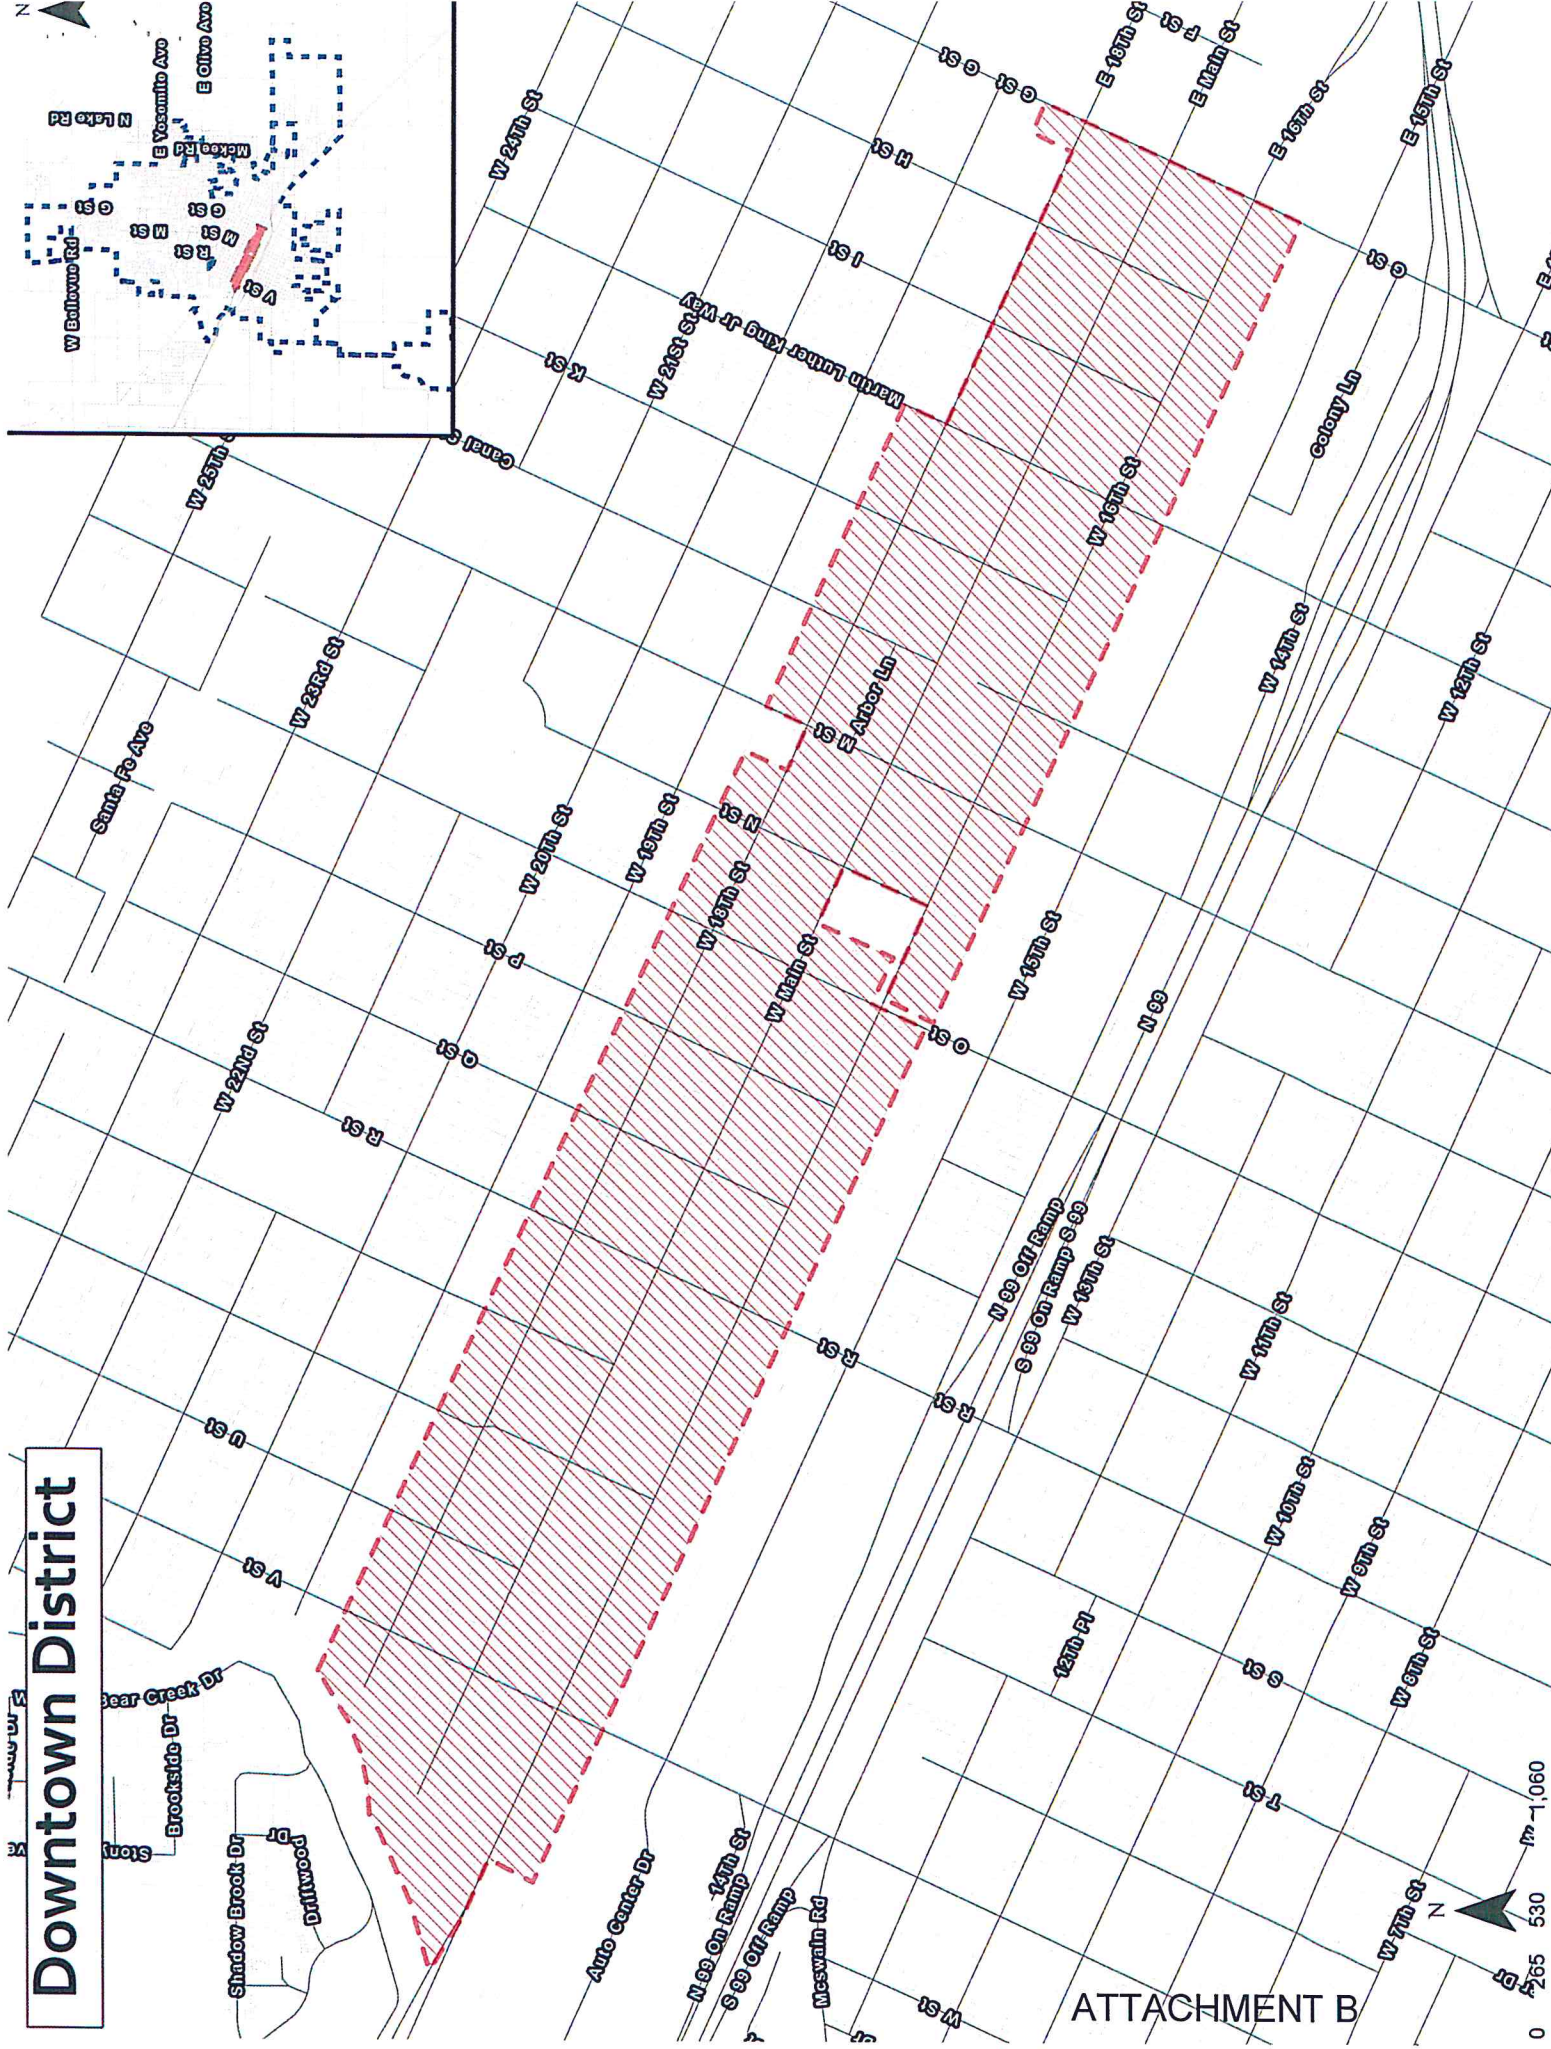 Downtown District
N
E Yosemite Ave
E Olive Ave
N Lake Rd
Mckee Rd
W Bellevue Rd
G St
G St
M St
M St
R St
V St
W 25Th
W 24Th St
Santa Fe Ave
W 23Rd St
W 22Nd St
W 21St St
W 20Th St
W 19Th St
W 18Th St
W Main St
Arbor Ln
W 16Th St
W 15Th St
W 14Th St
W 13Th St
W 12Th St
W 11Th St
W 10Th St
W 9Th St
W 8Th St
W 7Th St
12Th Pl
14Th St
E 18Th St
E Main St
E 16Th St
E 15Th St
F St
G St
G St
G St
H St
I St
Martin Luther King Jr Way
K St
Canal
M St
N St
O St
P St
Q St
R St
R St
R St
S St
T St
U St
V St
W St
Colony Ln
N 99
N 99 Off Ramp
S 99 On Ramp S 99
N 99 On Ramp
S 99 Off Ramp
Auto Center Dr
Mcswain Rd
Bear Creek Dr
Brookside Dr
Shadow Brook Dr
Driftwood Dr
Stony
ATTACHMENT B
N
0 265 530 1,060